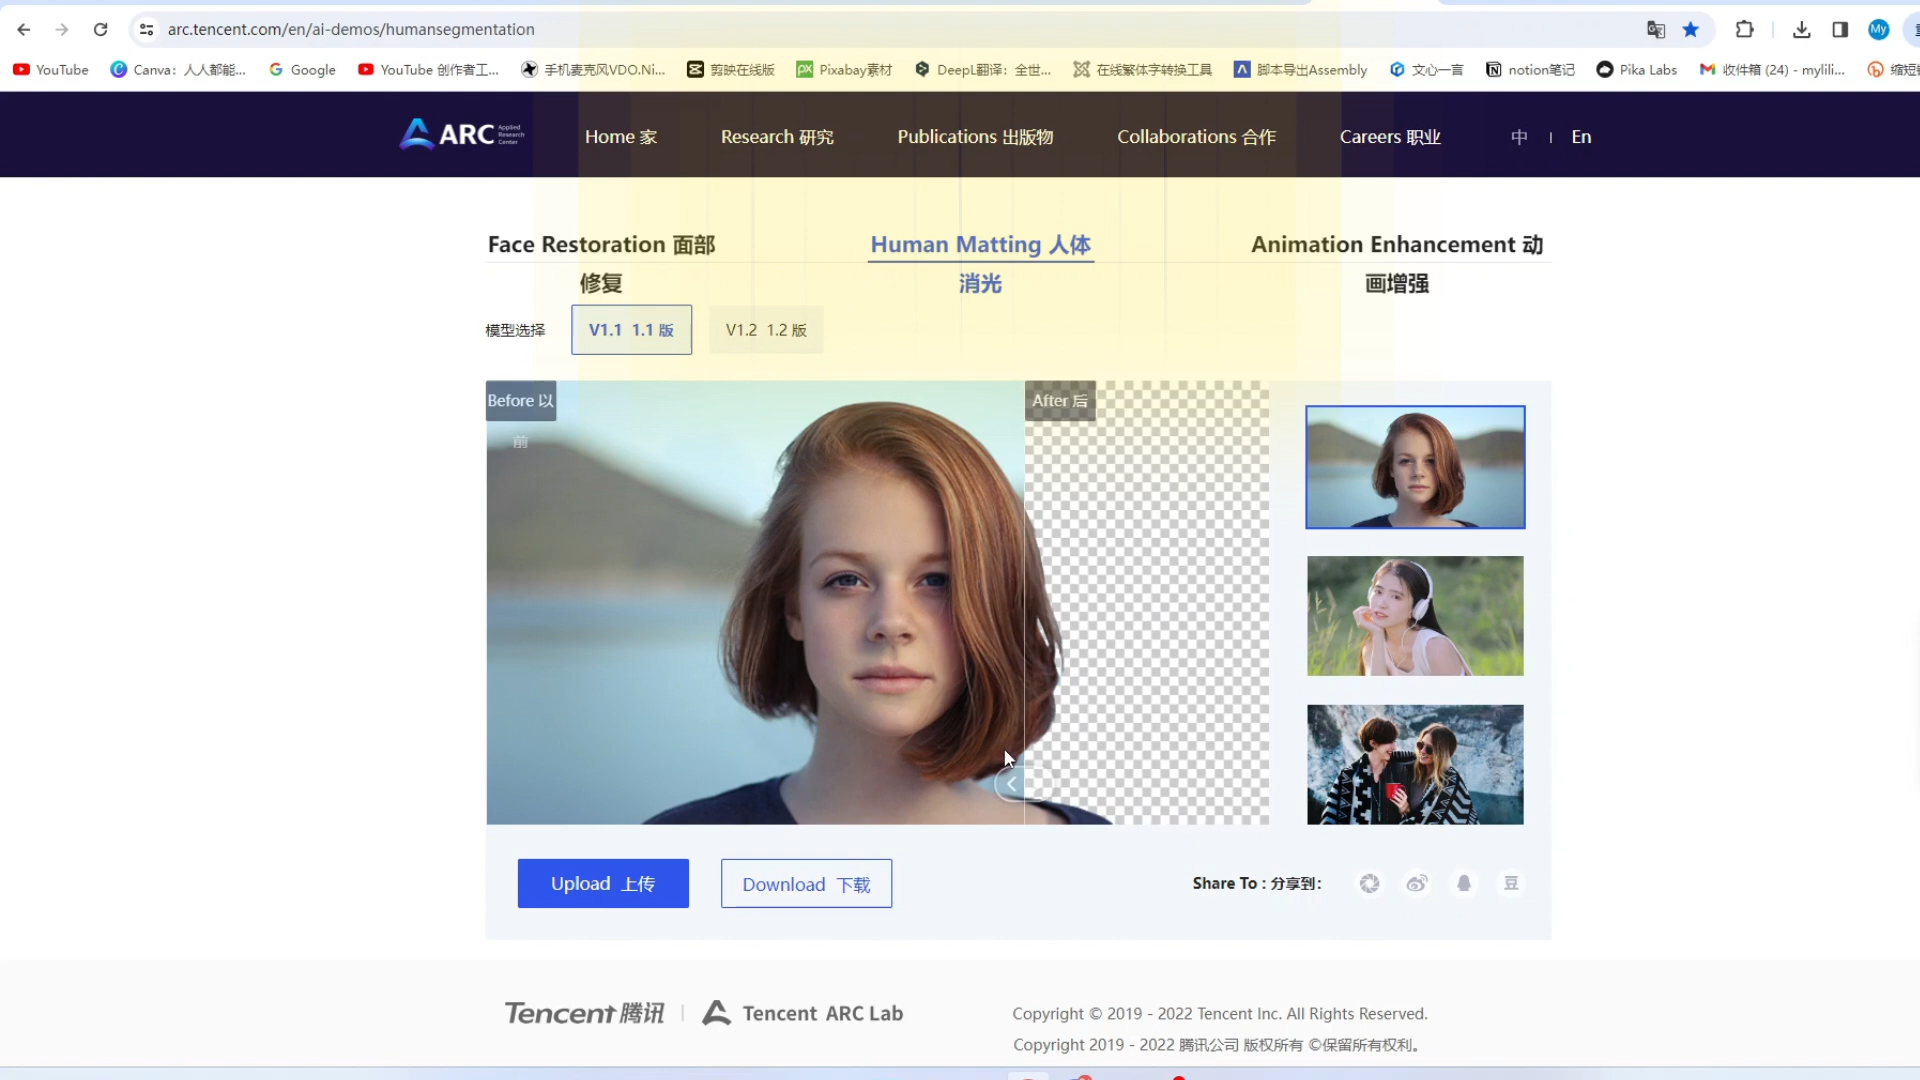 arc.tencent.com/en/ai-demos/humansegmentation
My
YouTube
Canva：人人都能...
Google
YouTube 创作者工...
手机麦克风VDO.Ni...
剪映在线版
Pixabay素材
DeepL翻译：全世...
在线繁体字转换工具
脚本导出Assembly
文心一言
notion笔记
Pika Labs
收件箱 (24) - mylili...
缩短
ARC Applied Research Center
Home 家
Research 研究
Publications 出版物
Collaborations 合作
Careers 职业
中 | En
Face Restoration 面部
修复
Human Matting 人体
消光
Animation Enhancement 动
画增强
模型选择
V1.1 1.1 版
V1.2 1.2 版
Before 以
前
After 后
Upload 上传
Download 下载
Share To : 分享到：
豆
Tencent 腾讯 | Tencent ARC Lab
Copyright © 2019 - 2022 Tencent Inc. All Rights Reserved.
Copyright 2019 - 2022 腾讯公司 版权所有 ©保留所有权利。